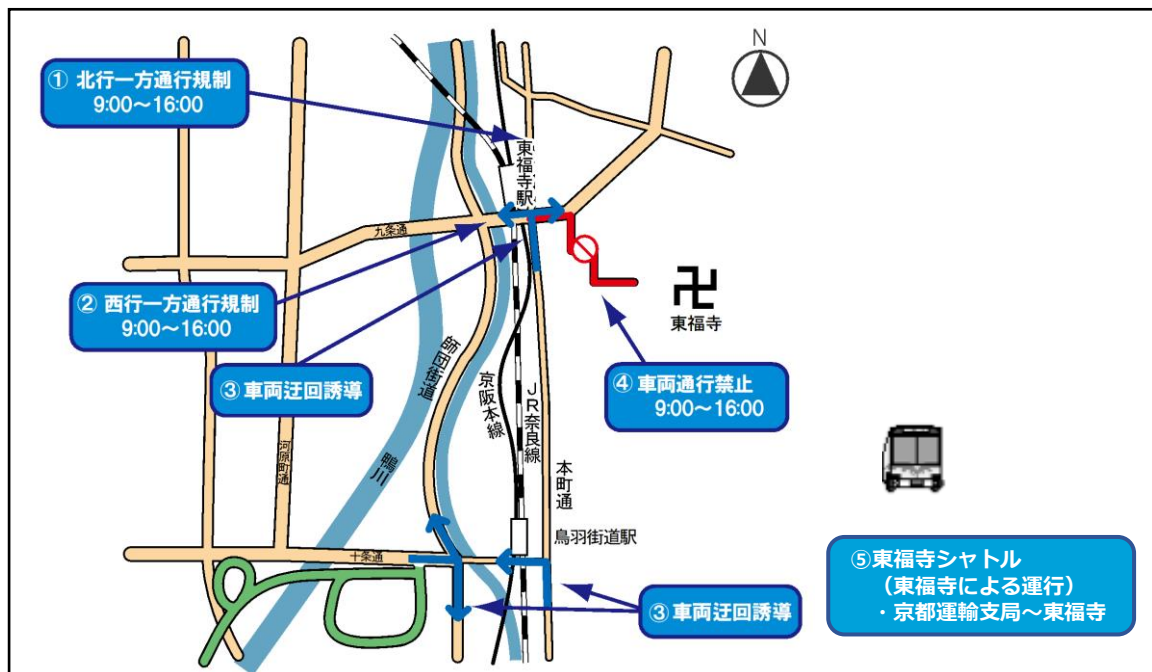 N
① 北行一方通行規制
9:00～16:00
東福寺駅
九条通
② 西行一方通行規制
9:00～16:00
東福寺
③ 車両迂回誘導
師団街道
京阪本線
JR奈良線
④ 車両通行禁止
9:00～16:00
河原町通
鴨川
本町通
鳥羽街道駅
十条通
③ 車両迂回誘導
⑤東福寺シャトル
（東福寺による運行）
・京都運輸支局～東福寺